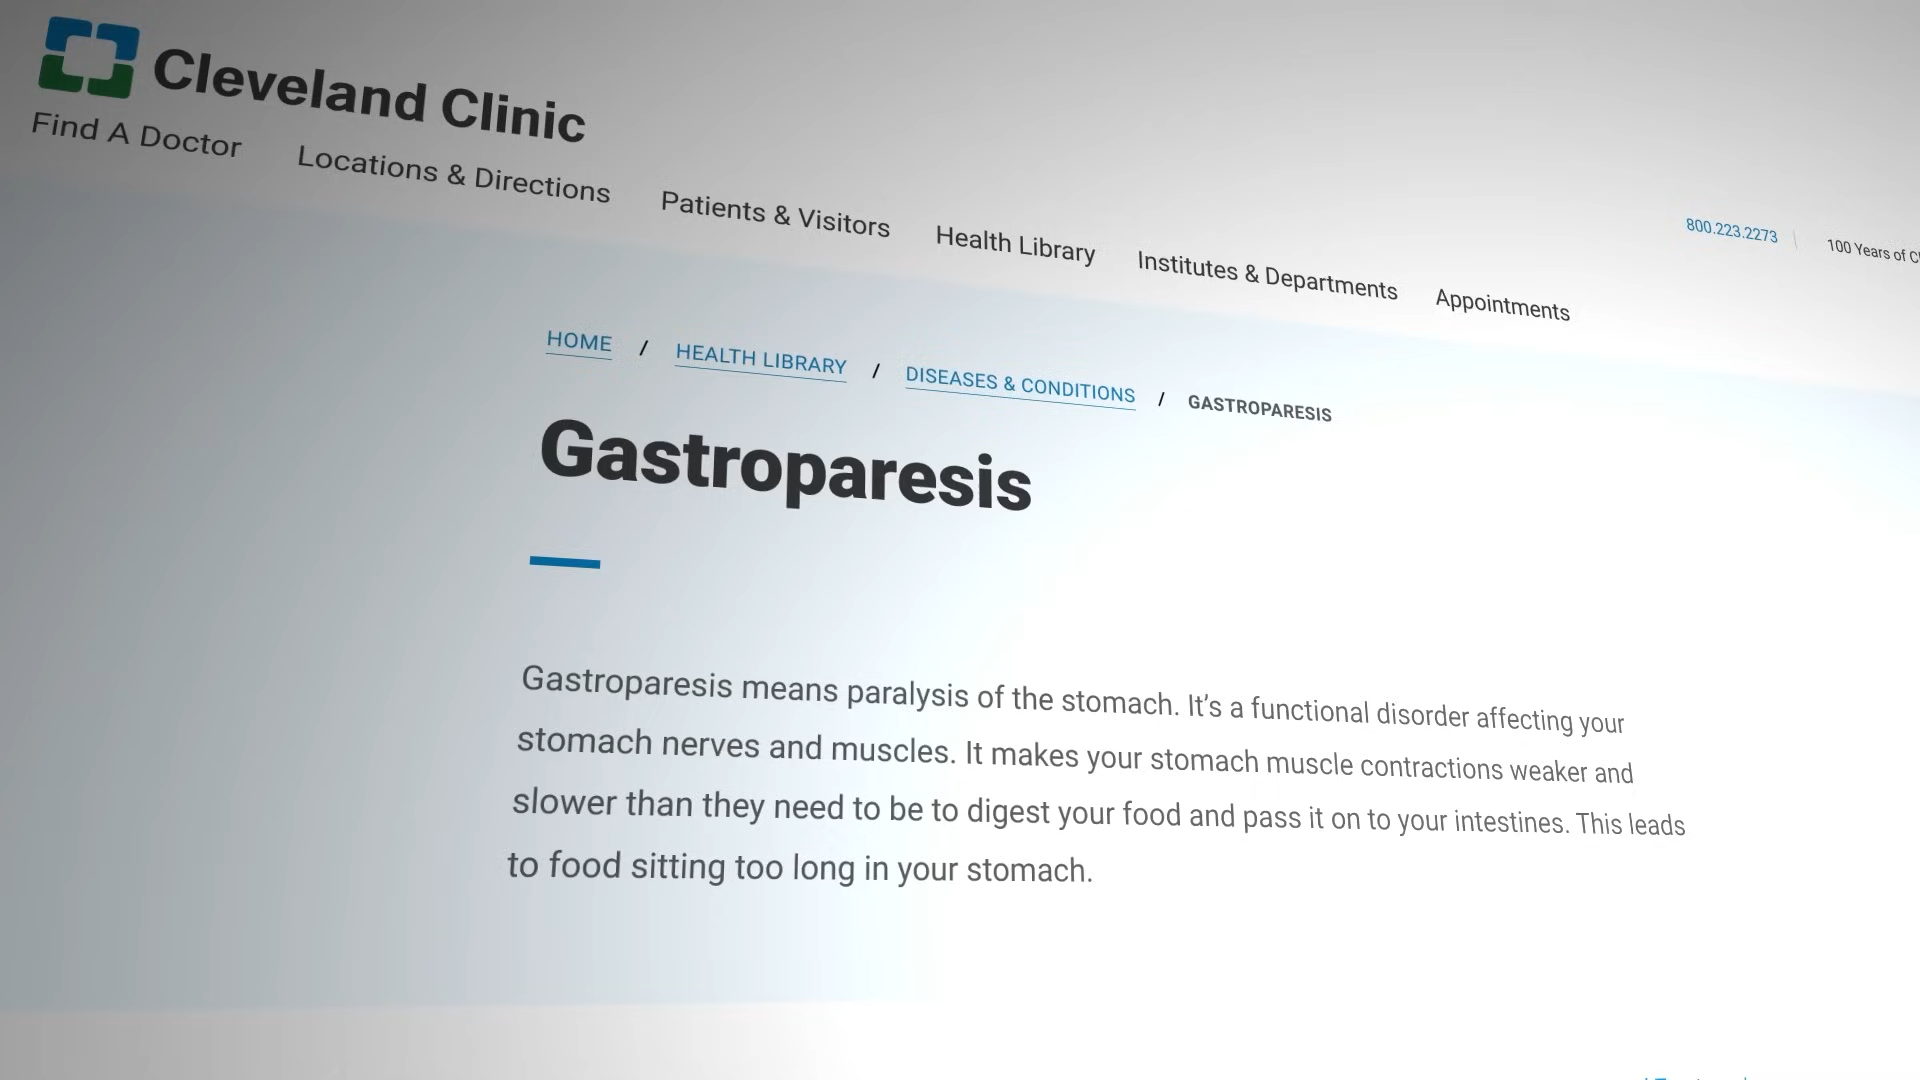 Cleveland Clinic
Find A Doctor Locations & Directions Patients & Visitors Health Library Institutes & Departments Appointments
800.223.2273 100 Years of
HOME / HEALTH LIBRARY / DISEASES & CONDITIONS / GASTROPARESIS
Gastroparesis
Gastroparesis means paralysis of the stomach. It’s a functional disorder affecting your
stomach nerves and muscles. It makes your stomach muscle contractions weaker and
slower than they need to be to digest your food and pass it on to your intestines. This leads
to food sitting too long in your stomach.